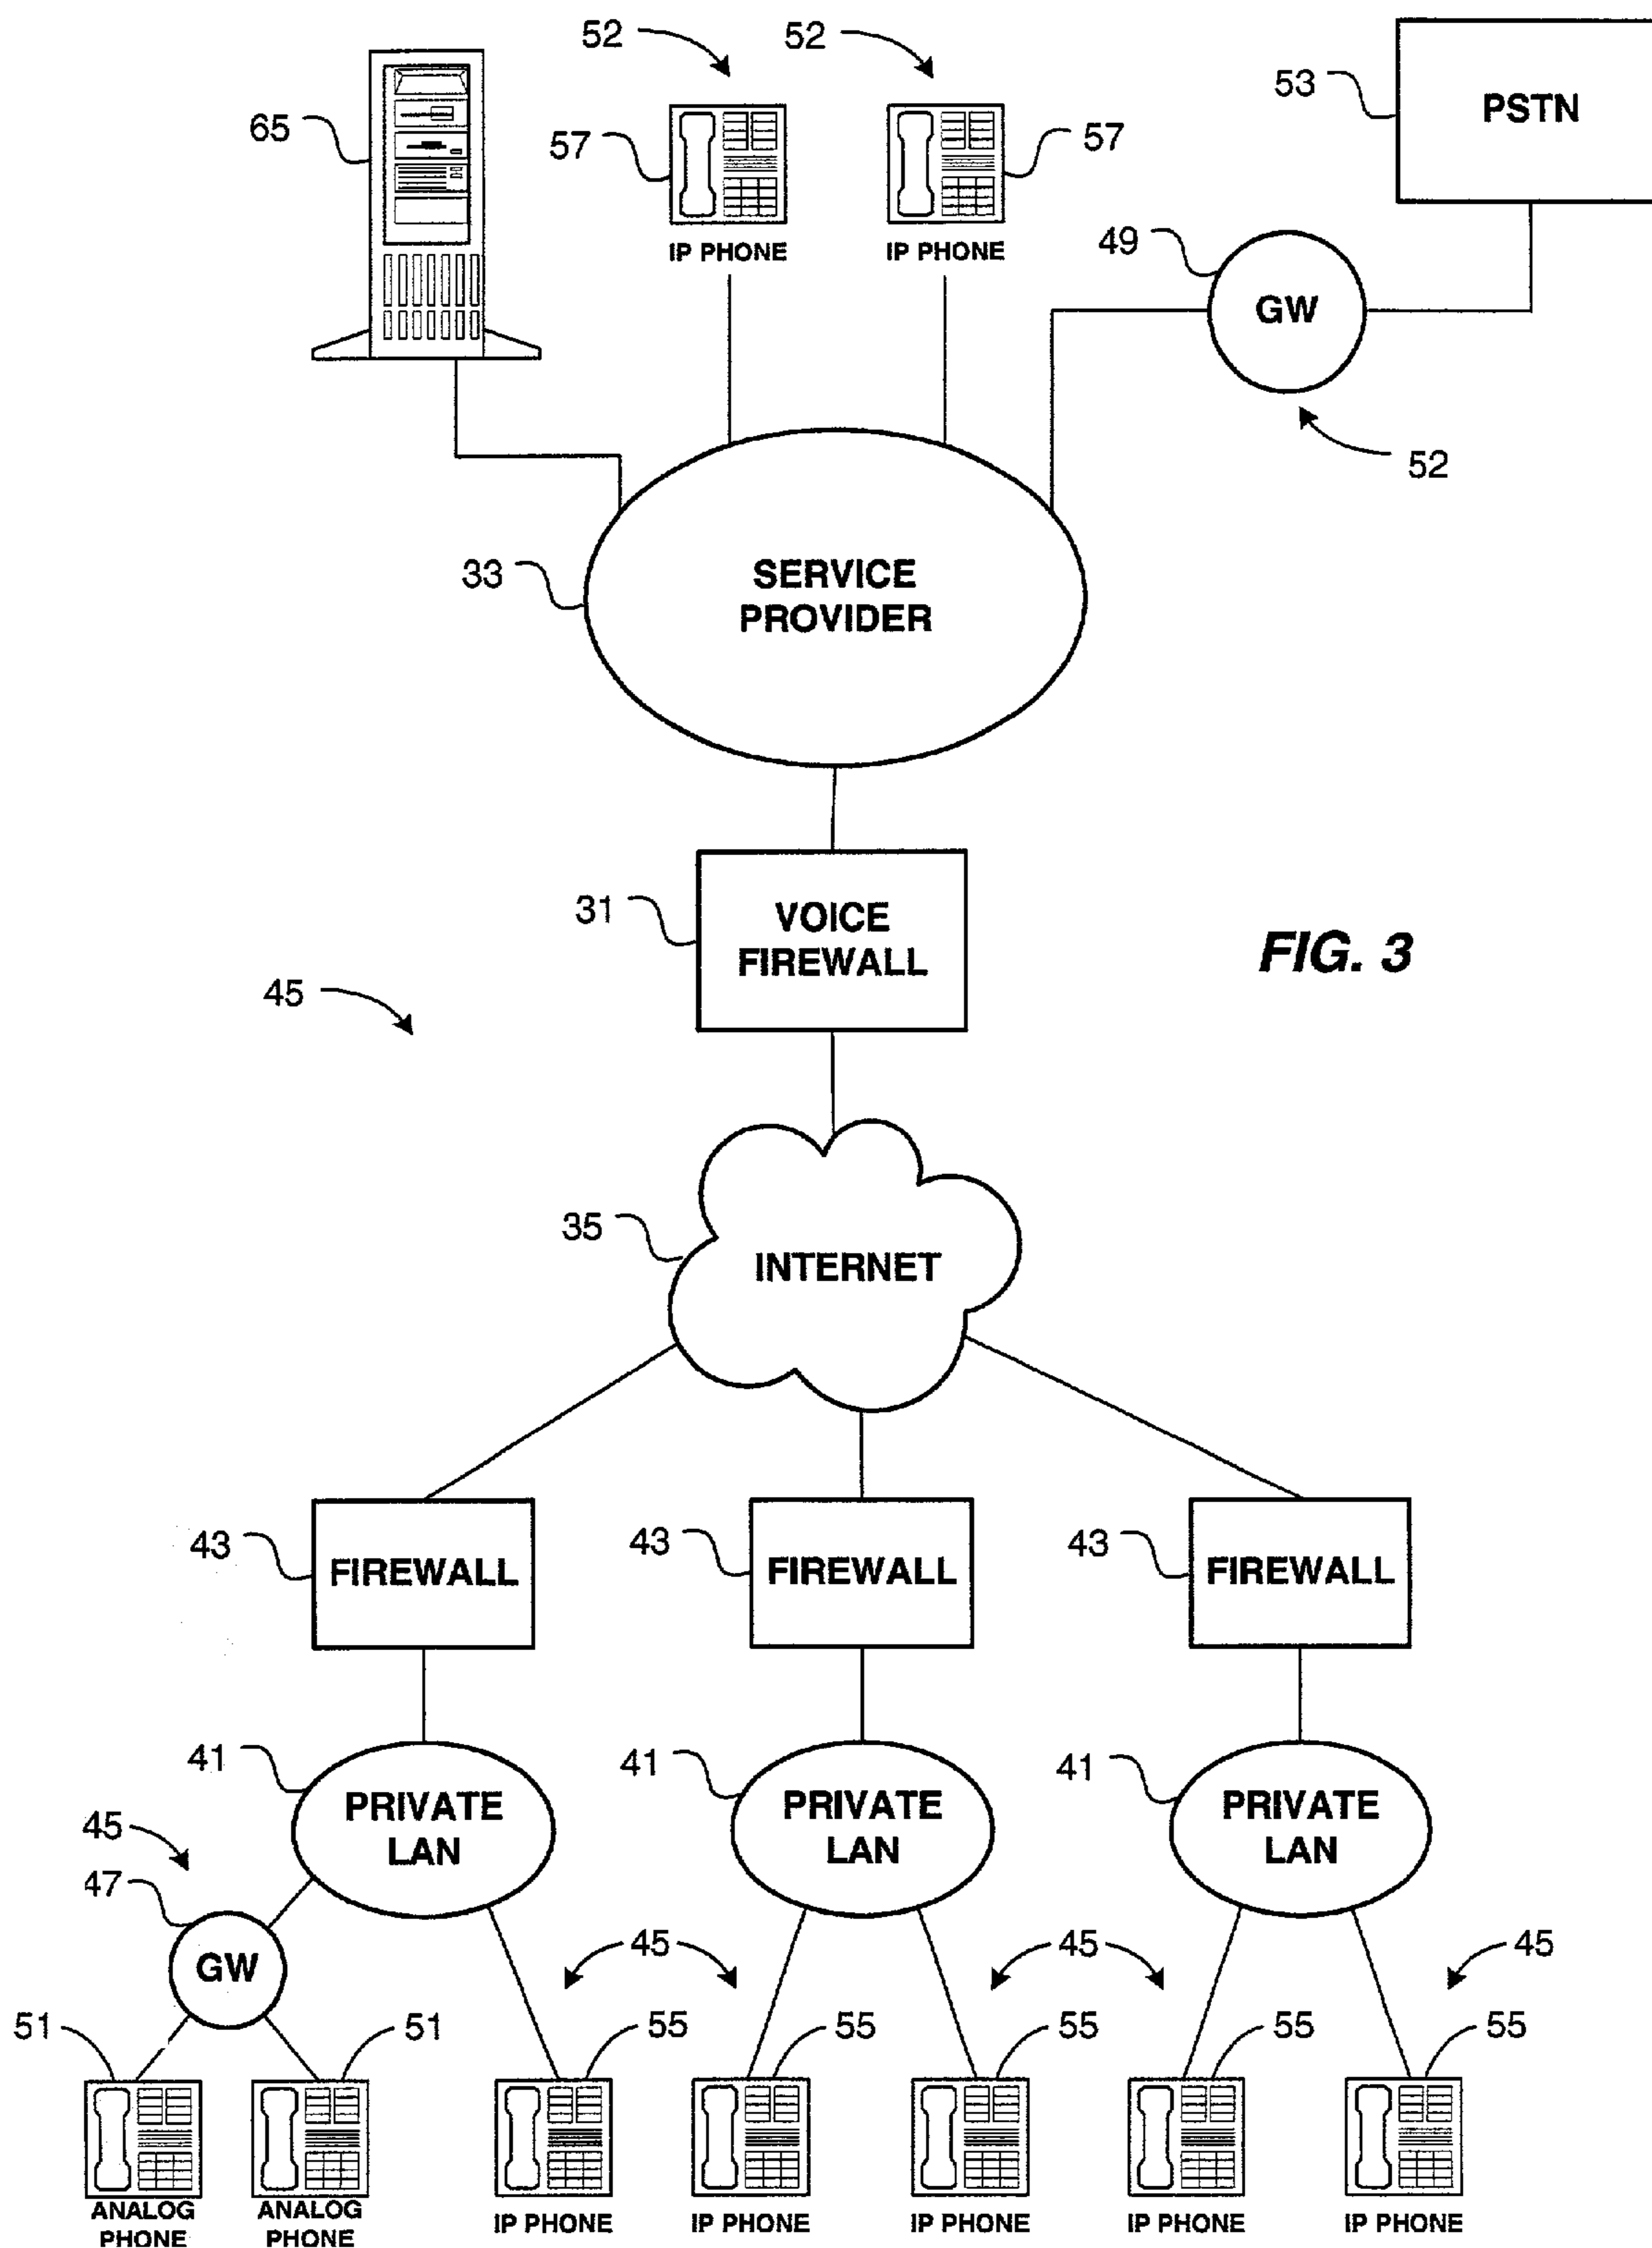 52
52
53
PSTN
65
57
57
IP PHONE
IP PHONE
49
GW
52
33
SERVICE
PROVIDER
31
VOICE
FIREWALL
FIG. 3
45
35
INTERNET
43
FIREWALL
43
FIREWALL
43
FIREWALL
41
PRIVATE
LAN
41
PRIVATE
LAN
41
PRIVATE
LAN
45
47
GW
45
45
45
51
51
55
55
55
55
55
ANALOG
PHONE
ANALOG
PHONE
IP PHONE
IP PHONE
IP PHONE
IP PHONE
IP PHONE